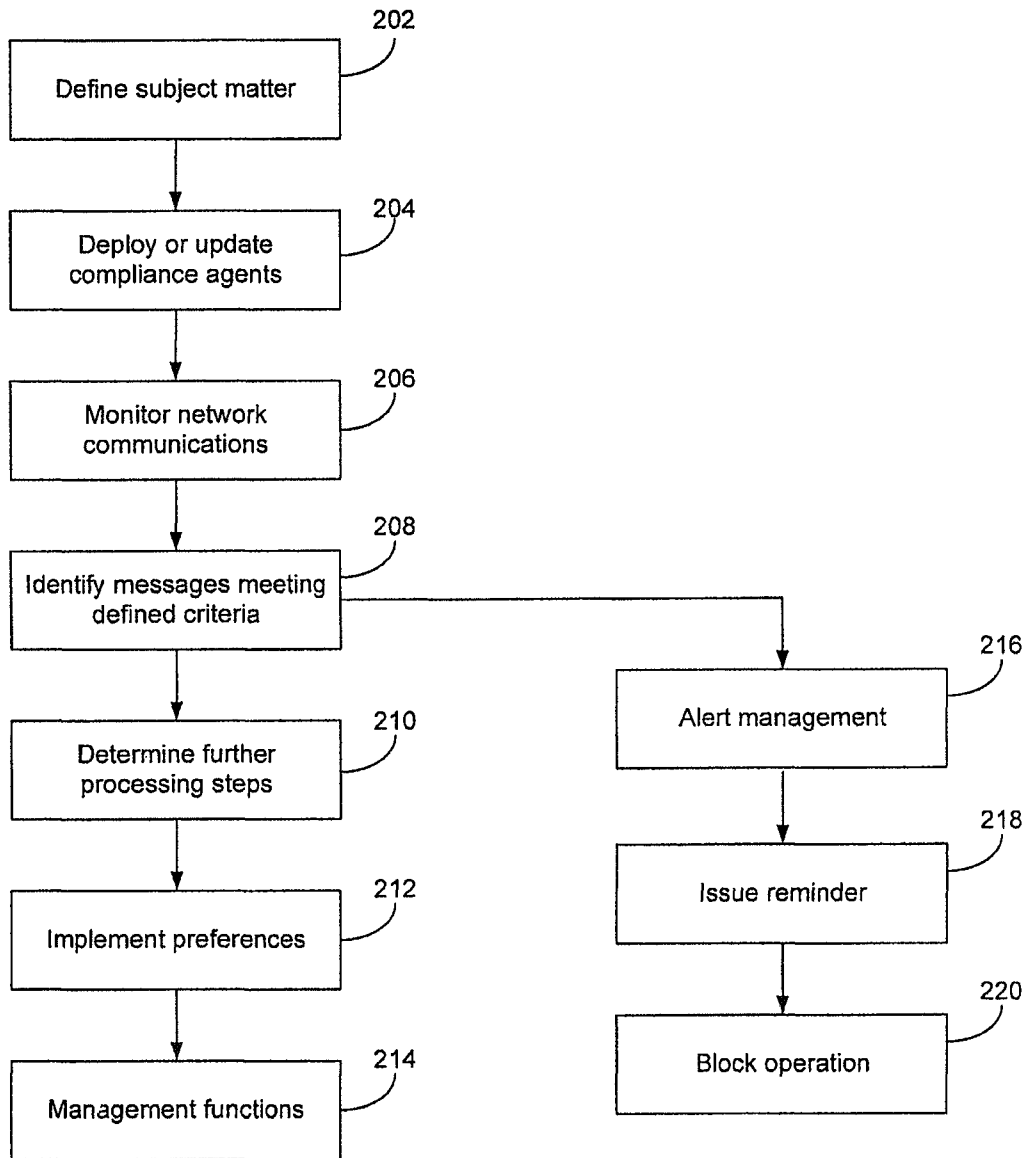 202
Define subject matter
204
Deploy or update
compliance agents
206
Monitor network
communications
208
Identify messages meeting
defined criteria
210
Determine further
processing steps
212
Implement preferences
214
Management functions
216
Alert management
218
Issue reminder
220
Block operation